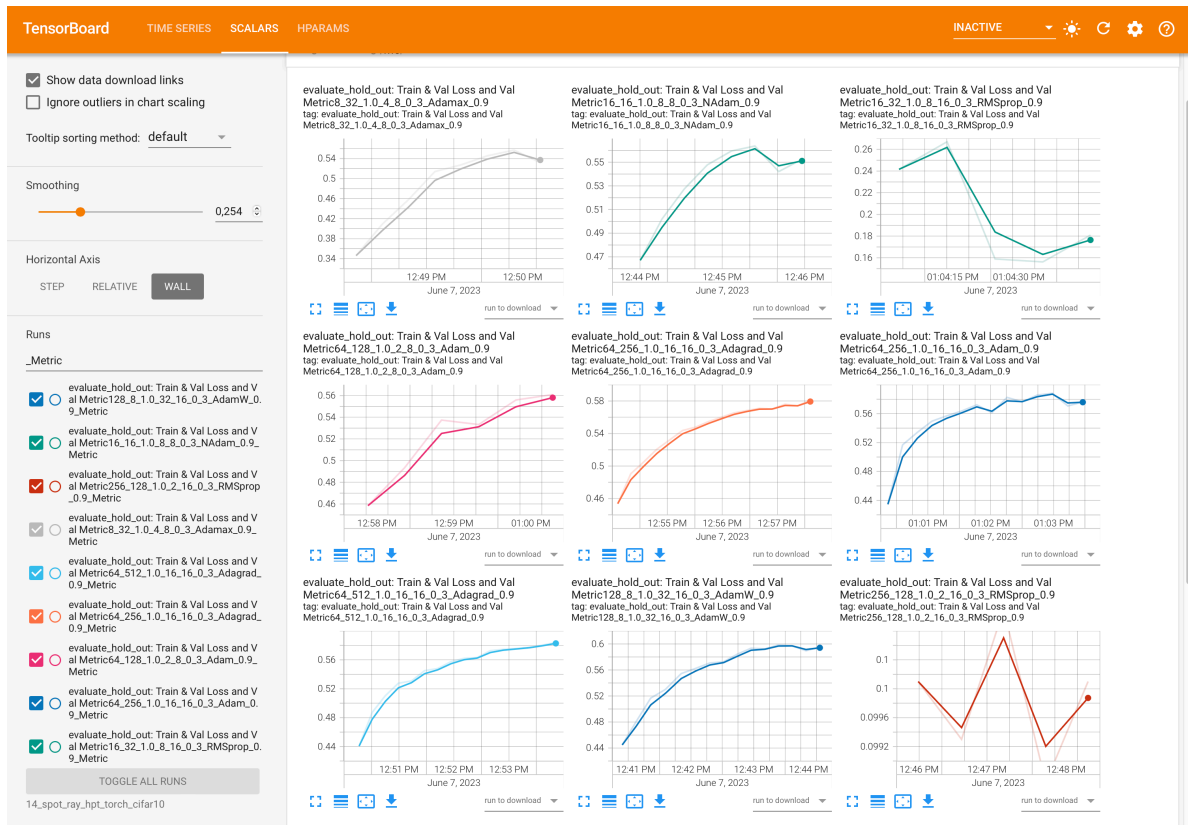 TensorBoard
TIME SERIES
SCALARS
HPARAMS
INACTIVE
Show data download links
Ignore outliers in chart scaling
Tooltip sorting method: default
Smoothing
0,254
Horizontal Axis
STEP
RELATIVE
WALL
Runs
_Metric
evaluate_hold_out: Train & Val Loss and V
al Metric128_8_1.0_32_16_0_3_AdamW_0.
9_Metric
evaluate_hold_out: Train & Val Loss and V
al Metric16_16_1.0_8_8_0_3_NAdam_0.9_
Metric
evaluate_hold_out: Train & Val Loss and V
al Metric256_128_1.0_2_16_0_3_RMSprop
_0.9_Metric
evaluate_hold_out: Train & Val Loss and V
al Metric8_32_1.0_4_8_0_3_Adamax_0.9_
Metric
evaluate_hold_out: Train & Val Loss and V
al Metric64_512_1.0_16_16_0_3_Adagrad_
0.9_Metric
evaluate_hold_out: Train & Val Loss and V
al Metric64_256_1.0_16_16_0_3_Adagrad_
0.9_Metric
evaluate_hold_out: Train & Val Loss and V
al Metric64_128_1.0_2_8_0_3_Adam_0.9_
Metric
evaluate_hold_out: Train & Val Loss and V
al Metric64_256_1.0_16_16_0_3_Adam_0.
9_Metric
evaluate_hold_out: Train & Val Loss and V
al Metric16_32_1.0_8_16_0_3_RMSprop_0.
9_Metric
TOGGLE ALL RUNS
14_spot_ray_hpt_torch_cifar10
evaluate_hold_out: Train & Val Loss and Val
Metric8_32_1.0_4_8_0_3_Adamax_0.9
tag: evaluate_hold_out: Train & Val Loss and Val
Metric8_32_1.0_4_8_0_3_Adamax_0.9
0.54
0.5
0.46
0.42
0.38
0.34
12:49 PM 12:50 PM
June 7, 2023
run to download
evaluate_hold_out: Train & Val Loss and Val
Metric16_16_1.0_8_8_0_3_NAdam_0.9
tag: evaluate_hold_out: Train & Val Loss and Val
Metric16_16_1.0_8_8_0_3_NAdam_0.9
0.55
0.53
0.51
0.49
0.47
12:44 PM 12:45 PM 12:46 PM
June 7, 2023
run to download
evaluate_hold_out: Train & Val Loss and Val
Metric16_32_1.0_8_16_0_3_RMSprop_0.9
tag: evaluate_hold_out: Train & Val Loss and Val
Metric16_32_1.0_8_16_0_3_RMSprop_0.9
0.26
0.24
0.22
0.2
0.18
0.16
01:04:15 PM 01:04:30 PM
June 7, 2023
run to download
evaluate_hold_out: Train & Val Loss and Val
Metric64_128_1.0_2_8_0_3_Adam_0.9
tag: evaluate_hold_out: Train & Val Loss and Val
Metric64_128_1.0_2_8_0_3_Adam_0.9
0.56
0.54
0.52
0.5
0.48
0.46
12:58 PM 12:59 PM 01:00 PM
June 7, 2023
run to download
evaluate_hold_out: Train & Val Loss and Val
Metric64_256_1.0_16_16_0_3_Adagrad_0.9
tag: evaluate_hold_out: Train & Val Loss and Val
Metric64_256_1.0_16_16_0_3_Adagrad_0.9
0.58
0.54
0.5
0.46
12:55 PM 12:56 PM 12:57 PM
June 7, 2023
run to download
evaluate_hold_out: Train & Val Loss and Val
Metric64_256_1.0_16_16_0_3_Adam_0.9
tag: evaluate_hold_out: Train & Val Loss and Val
Metric64_256_1.0_16_16_0_3_Adam_0.9
0.56
0.52
0.48
0.44
01:01 PM 01:02 PM 01:03 PM
June 7, 2023
run to download
evaluate_hold_out: Train & Val Loss and Val
Metric64_512_1.0_16_16_0_3_Adagrad_0.9
tag: evaluate_hold_out: Train & Val Loss and Val
Metric64_512_1.0_16_16_0_3_Adagrad_0.9
0.56
0.52
0.48
0.44
12:51 PM 12:52 PM 12:53 PM
June 7, 2023
run to download
evaluate_hold_out: Train & Val Loss and Val
Metric128_8_1.0_32_16_0_3_AdamW_0.9
tag: evaluate_hold_out: Train & Val Loss and Val
Metric128_8_1.0_32_16_0_3_AdamW_0.9
0.6
0.56
0.52
0.48
0.44
12:41 PM 12:42 PM 12:43 PM 12:44 PM
June 7, 2023
run to download
evaluate_hold_out: Train & Val Loss and Val
Metric256_128_1.0_2_16_0_3_RMSprop_0.9
tag: evaluate_hold_out: Train & Val Loss and Val
Metric256_128_1.0_2_16_0_3_RMSprop_0.9
0.1
0.1
0.0996
0.0992
12:46 PM 12:47 PM 12:48 PM
June 7, 2023
run to download